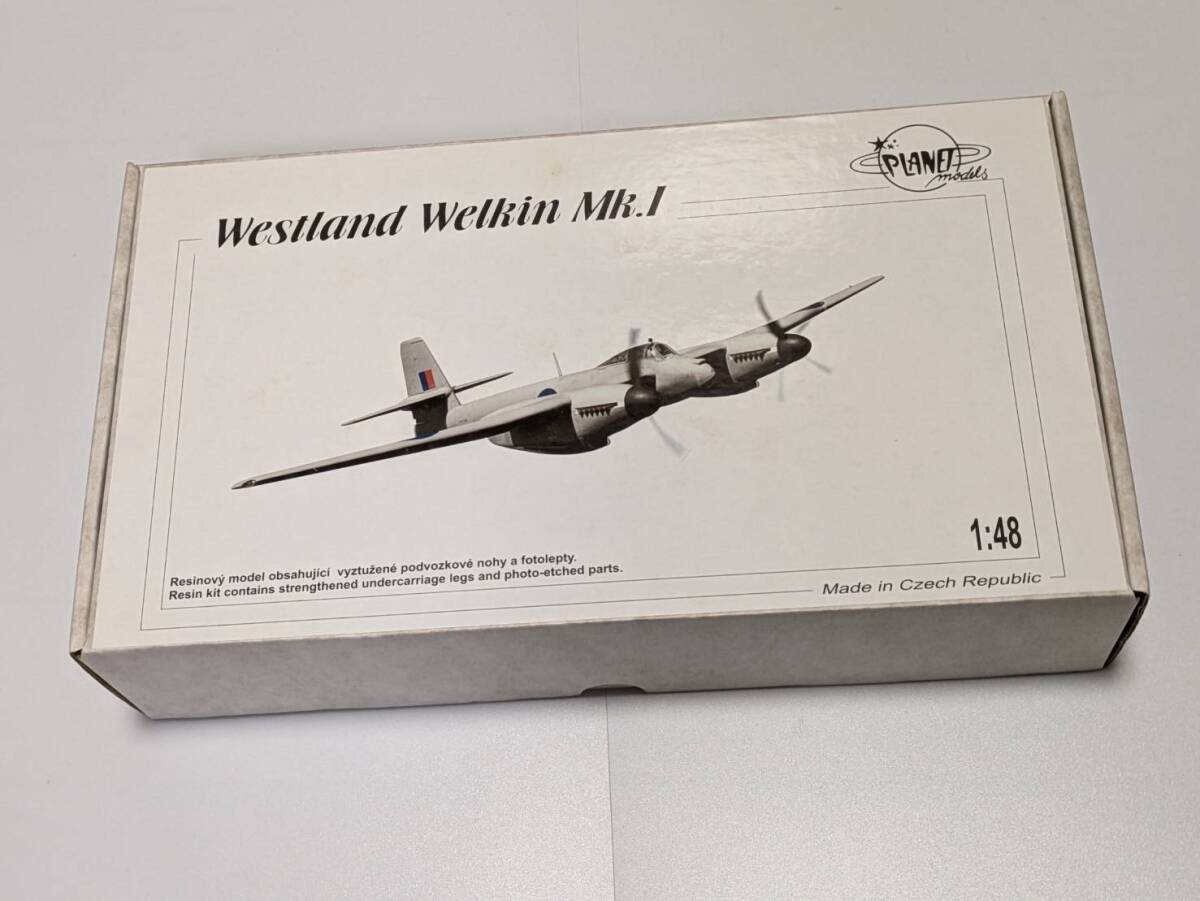 PLANET
models
Westland Welkin Mk.I
1:48
Resinový model obsahující vyztužené podvozkové nohy a fotolepty.
Resin kit contains strengthened undercarriage legs and photo-etched parts.
Made in Czech Republic